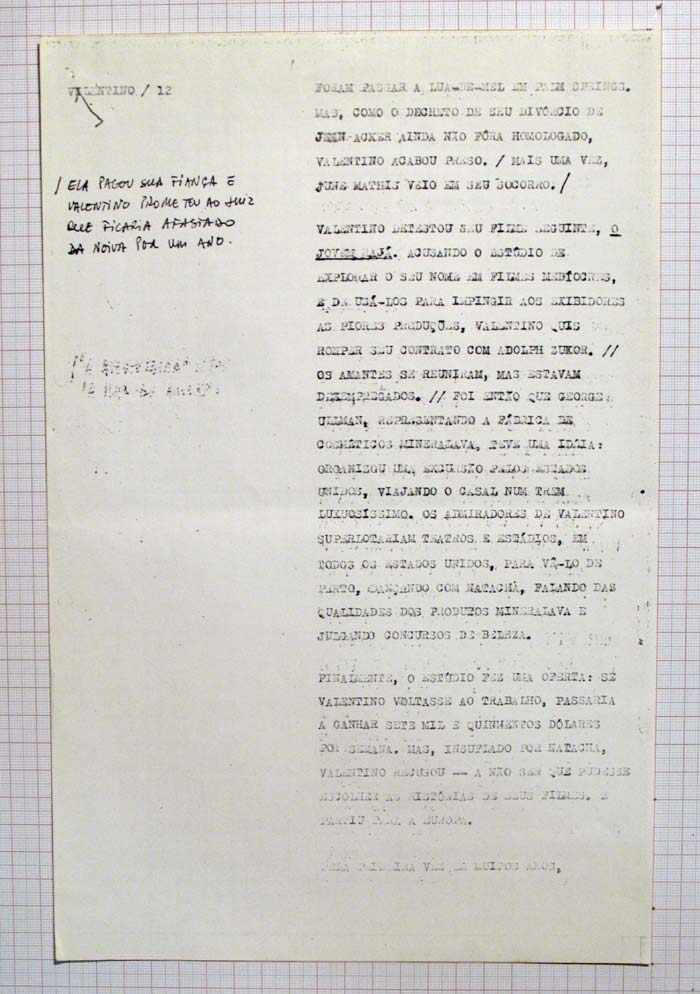 VALENTINO / 12
/ ELA PAGOU SUA FIANÇA E
VALENTINO PROMETEU AO JUIZ
QUE FICARIA AFASTADO
DA NOIVA POR UM ANO.
FORAM PASSAR A LUA-DE-MEL EM PALM SPRINGS.
MAS, COMO O DECRETO DE SEU DIVÓRCIO DE
JEAN ACKER AINDA NÃO FÔRA HOMOLOGADO,
VALENTINO ACABOU PRESO. / MAIS UMA VEZ,
JUNE MATHIS VEIO EM SEU SOCORRO. /
VALENTINO DETESTOU SEU FILME SEGUINTE, O
JOVEM RAJÁ. ACUSANDO O ESTÚDIO DE
EXPLORAR O SEU NOME EM FILMES MEDÍOCRES,
E DE USÁ-LOS PARA IMPINGIR AOS EXIBIDORES
AS PIORES PRODUÇÕES, VALENTINO QUIS
ROMPER SEU CONTRATO COM ADOLPH ZUKOR. //
OS AMANTES SE REUNIRAM, MAS ESTAVAM
DESEMPREGADOS. // FOI ENTÃO QUE GEORGE
ULLMAN, REPRESENTANDO A FÁBRICA DE
COSMÉTICOS MINERALAVA, TEVE UMA IDÉIA:
ORGANIZOU UMA EXCURSÃO PELOS ESTADOS
UNIDOS, VIAJANDO O CASAL NUM TREM
LUXUOSÍSSIMO. OS ADMIRADORES DE VALENTINO
SUPERLOTARIAM TEATROS E ESTÁDIOS, EM
TODOS OS ESTADOS UNIDOS, PARA VÊ-LO DE
PERTO, DANÇANDO COM NATACHA, FALANDO DAS
QUALIDADES DOS PRODUTOS MINERALAVA E
JULGANDO CONCURSOS DE BELEZA.
FINALMENTE, O ESTÚDIO FEZ UMA OFERTA: SE
VALENTINO VOLTASSE AO TRABALHO, PASSARIA
A GANHAR SETE MIL E QUINHENTOS DÓLARES
POR SEMANA. MAS, INSUFLADO POR NATACHA,
VALENTINO RECUSOU -- A NÃO SER QUE PUDESSE
ESCOLHER AS HISTÓRIAS DE SEUS FILMES. E
PARTIU PARA A EUROPA.
PELA PRIMEIRA VEZ EM MUITOS ANOS,